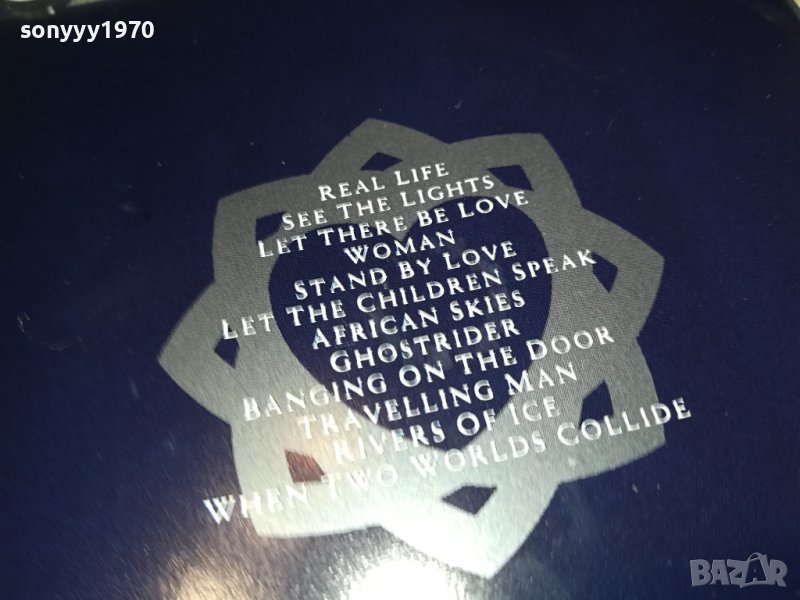 sonyyy1970
REAL LIFE
SEE THE LIGHTS
LET THERE BE LOVE
WOMAN
STAND BY LOVE
LET THE CHILDREN SPEAK
AFRICAN SKIES
GHOSTRIDER
BANGING ON THE DOOR
TRAVELLING MAN
RIVERS OF ICE
WHEN TWO WORLDS COLLIDE
BAZAR